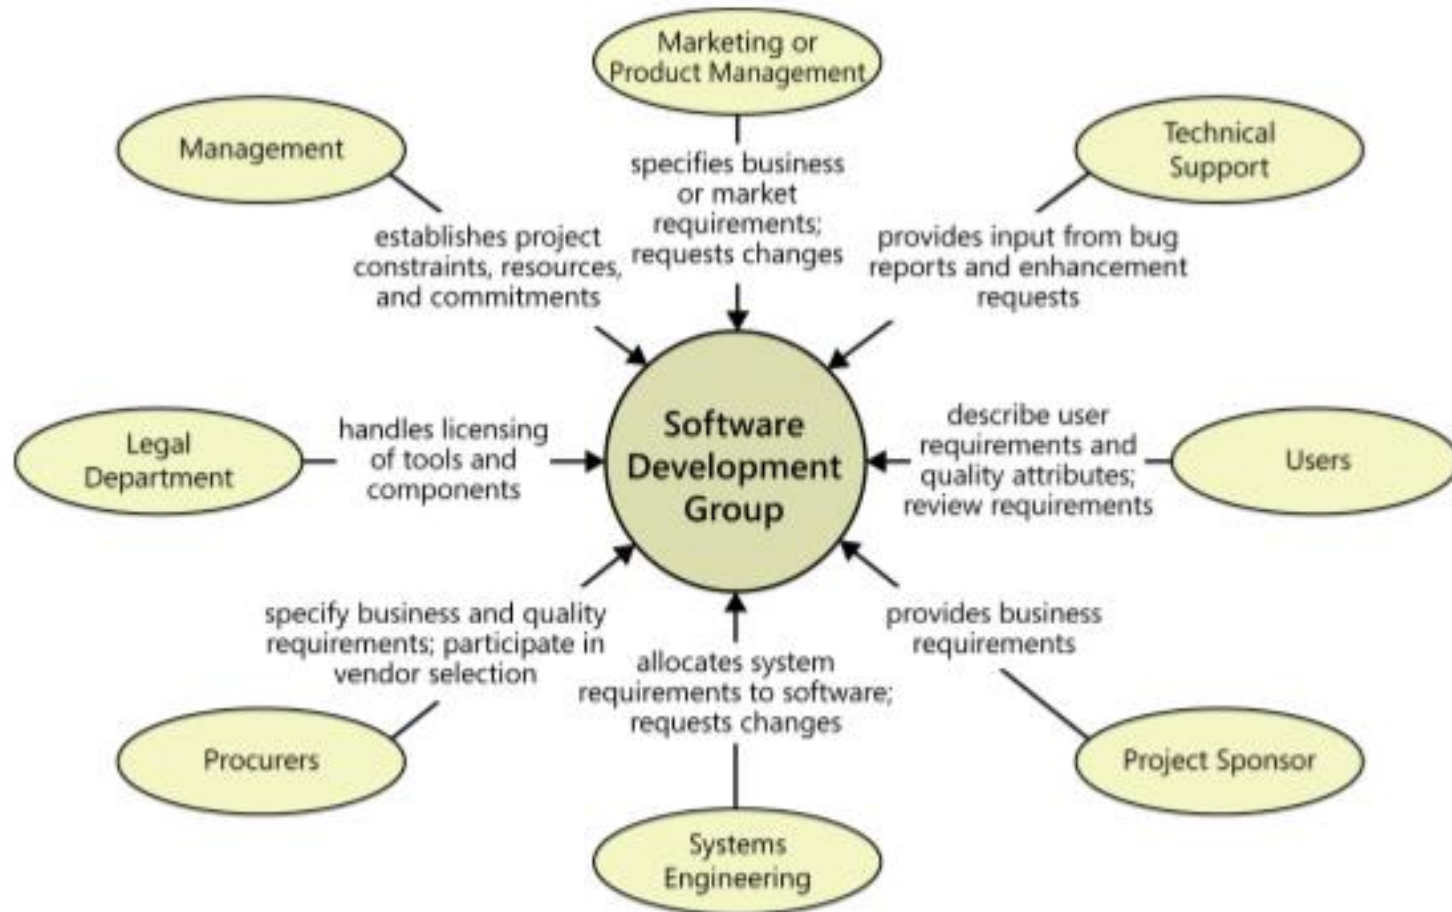 Marketing or
Product Management
Management
Technical
Support
specifies business
or market
requirements;
requests changes
establishes project
constraints, resources,
and commitments
provides input from bug
reports and enhancement
requests
Legal
Department
handles licensing
of tools and
components
Software
Development
Group
describe user
requirements and
quality attributes;
review requirements
Users
specify business and quality
requirements; participate in
vendor selection
allocates system
requirements to software;
requests changes
provides business
requirements
Procurers
Systems
Engineering
Project Sponsor